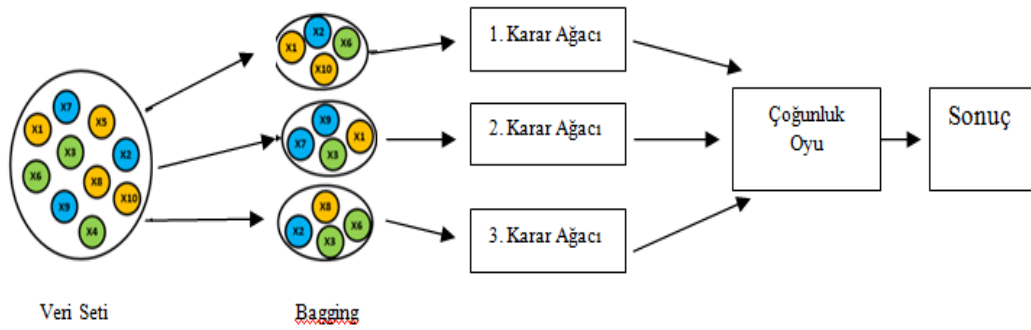 X7
X1
X5
X3
X2
X6
X8
X10
X9
X4
Veri Seti
X2
X1
X6
X10
X9
X7
X1
X3
X8
X2
X6
X3
Bagging
1. Karar Ağacı
2. Karar Ağacı
3. Karar Ağacı
Çoğunluk
Oyu
Sonuç